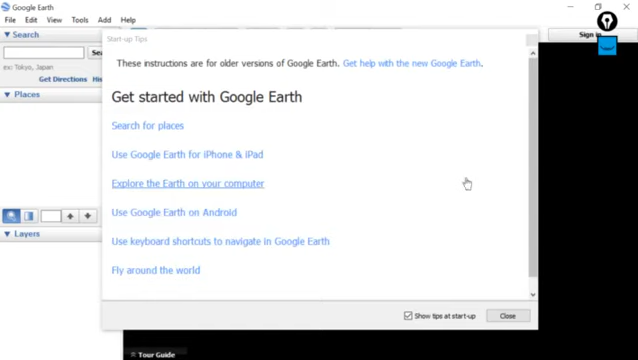 Google Earth
File Edit View Tools Add Help
Search
Sign in
ex: Tokyo, Japan
Get Directions
Places
Layers
Start-up Tips
These instructions are for older versions of Google Earth. Get help with the new Google Earth.
Get started with Google Earth
Search for places
Use Google Earth for iPhone & iPad
Explore the Earth on your computer
Use Google Earth on Android
Use keyboard shortcuts to navigate in Google Earth
Fly around the world
Show tips at start-up
Close
Tour Guide